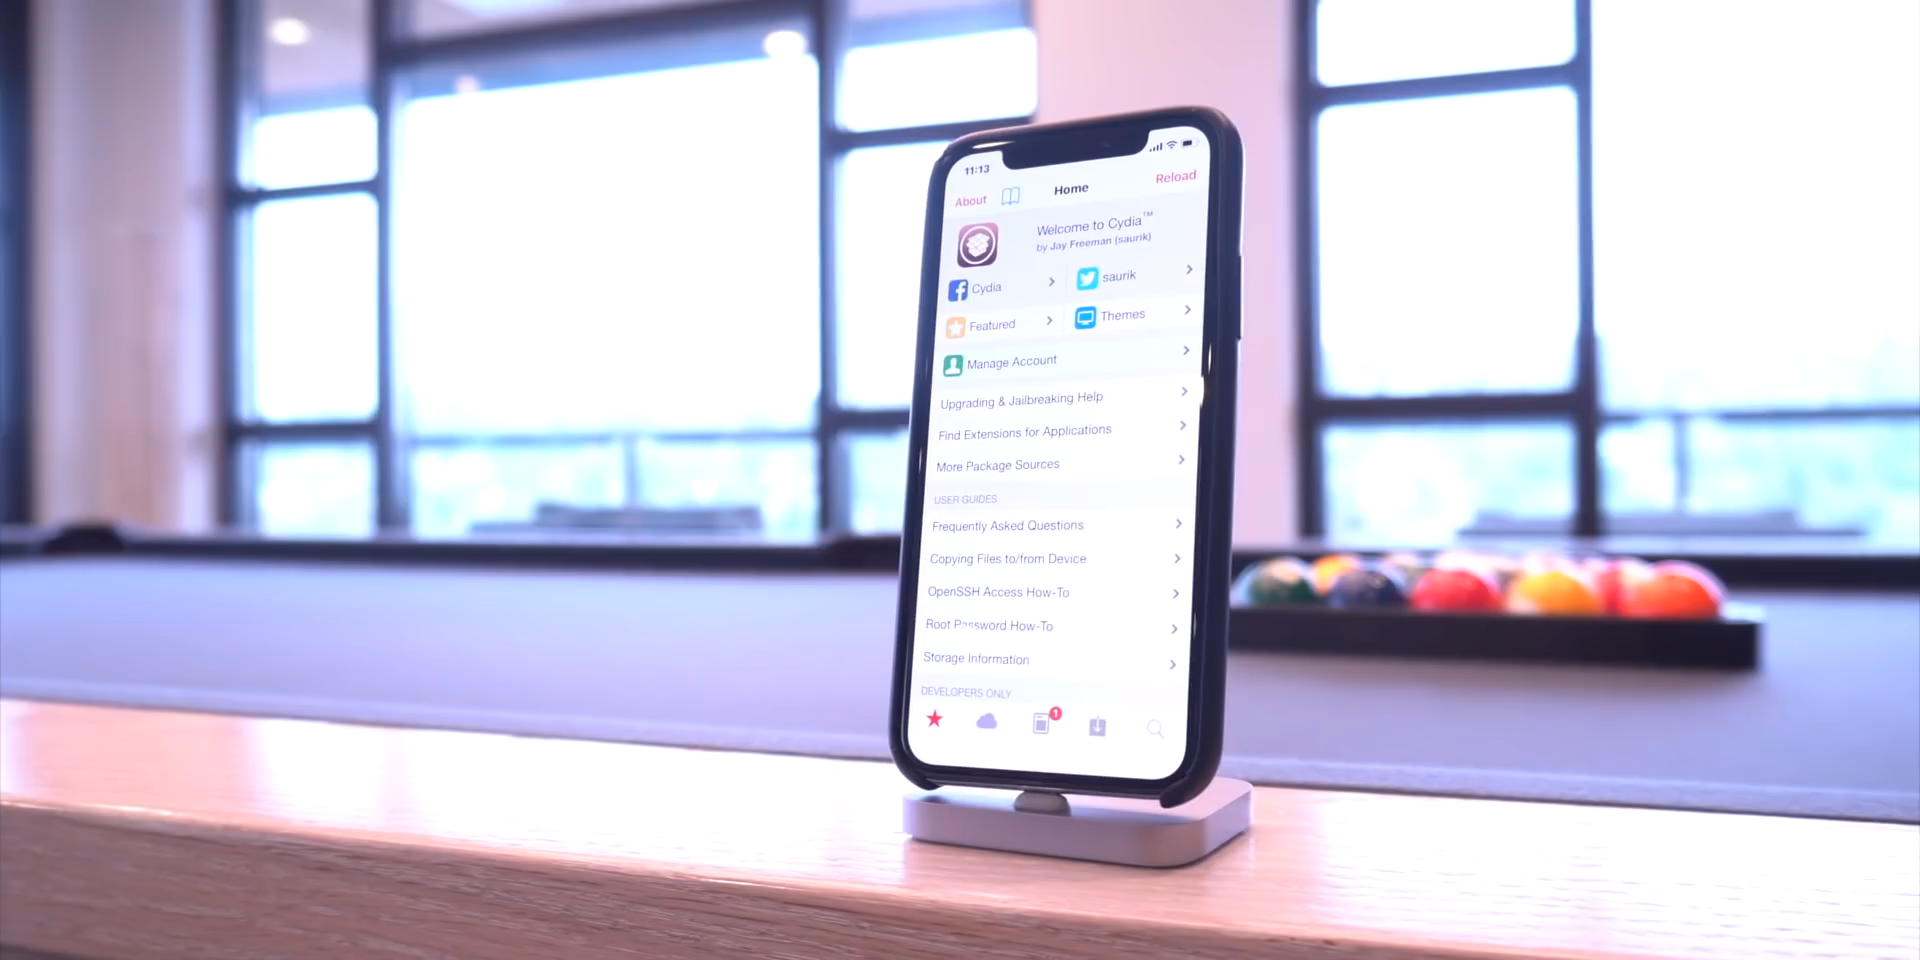 11:13
About Home Reload
Welcome to Cydia™
by Jay Freeman (saurik)
Cydia
saurik
Featured
Themes
Manage Account
Upgrading & Jailbreaking Help
Find Extensions for Applications
More Package Sources
USER GUIDES
Frequently Asked Questions
Copying Files to/from Device
OpenSSH Access How-To
Root Password How-To
Storage Information
DEVELOPERS ONLY
1